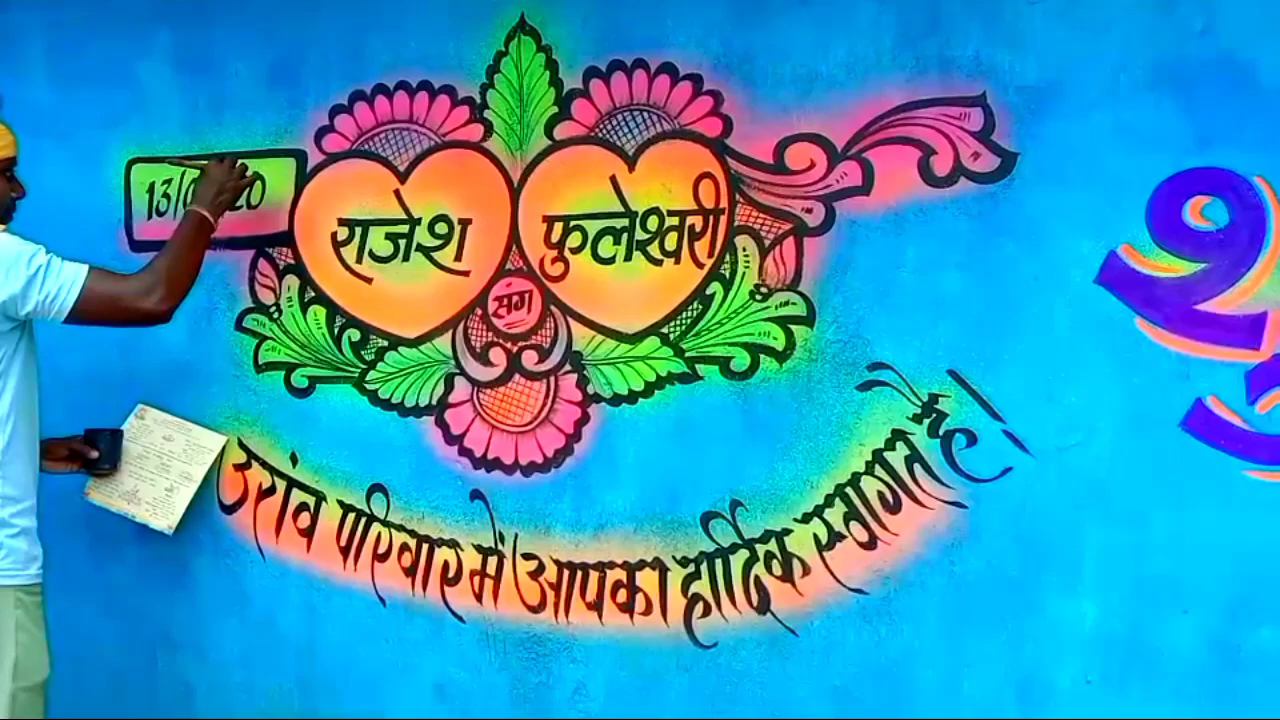 राजेश
संग
फुलेश्वरी
उरांव परिवार में आपका हार्दिक स्वागत है!